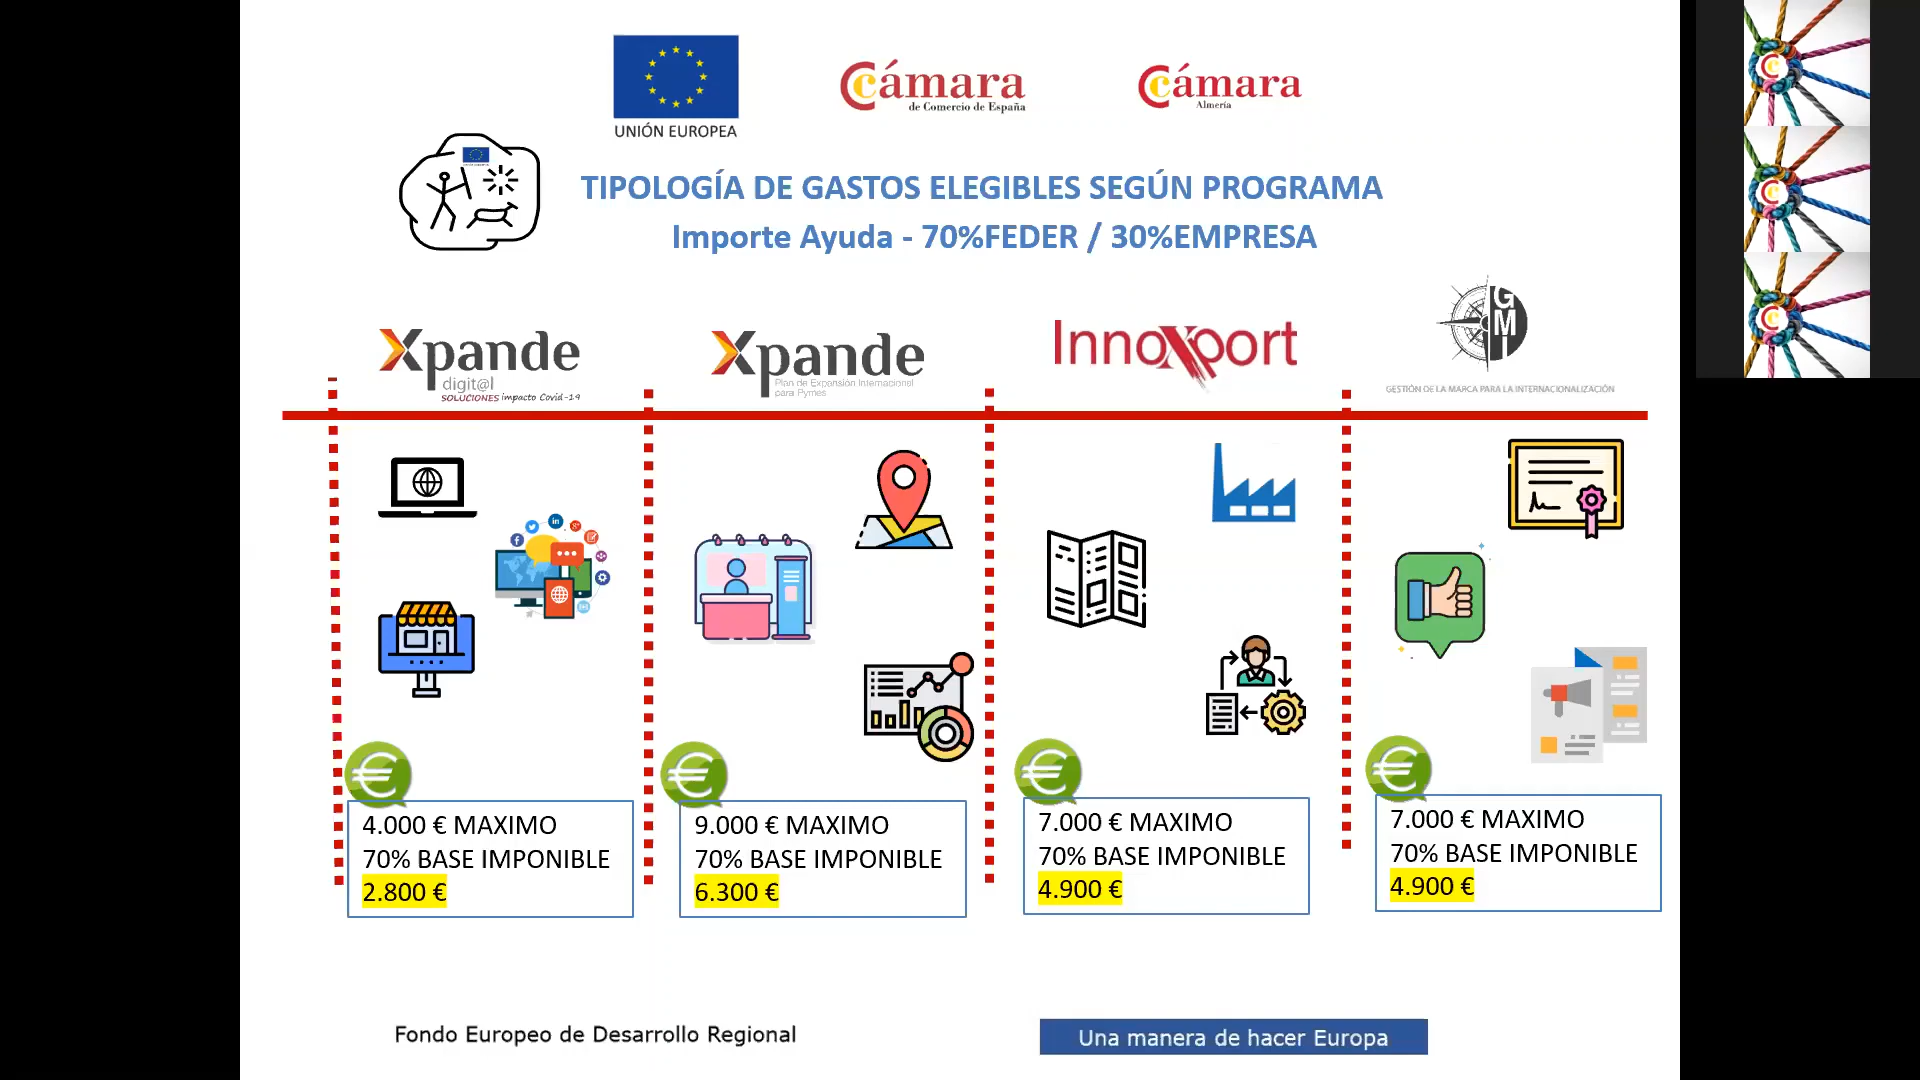 UNIÓN EUROPEA
Cámara
de Comercio de España
Cámara
Almería
TIPOLOGÍA DE GASTOS ELEGIBLES SEGÚN PROGRAMA
Importe Ayuda - 70%FEDER / 30%EMPRESA
Xpande
digit@l
SOLUCIONES impacto Covid-19
Xpande
Plan de Expansión Internacional
para Pymes
InnoXport
GMI
GESTIÓN DE LA MARCA PARA LA INTERNACIONALIZACIÓN
4.000 € MAXIMO
70% BASE IMPONIBLE
2.800 €
9.000 € MAXIMO
70% BASE IMPONIBLE
6.300 €
7.000 € MAXIMO
70% BASE IMPONIBLE
4.900 €
7.000 € MAXIMO
70% BASE IMPONIBLE
4.900 €
Fondo Europeo de Desarrollo Regional
Una manera de hacer Europa